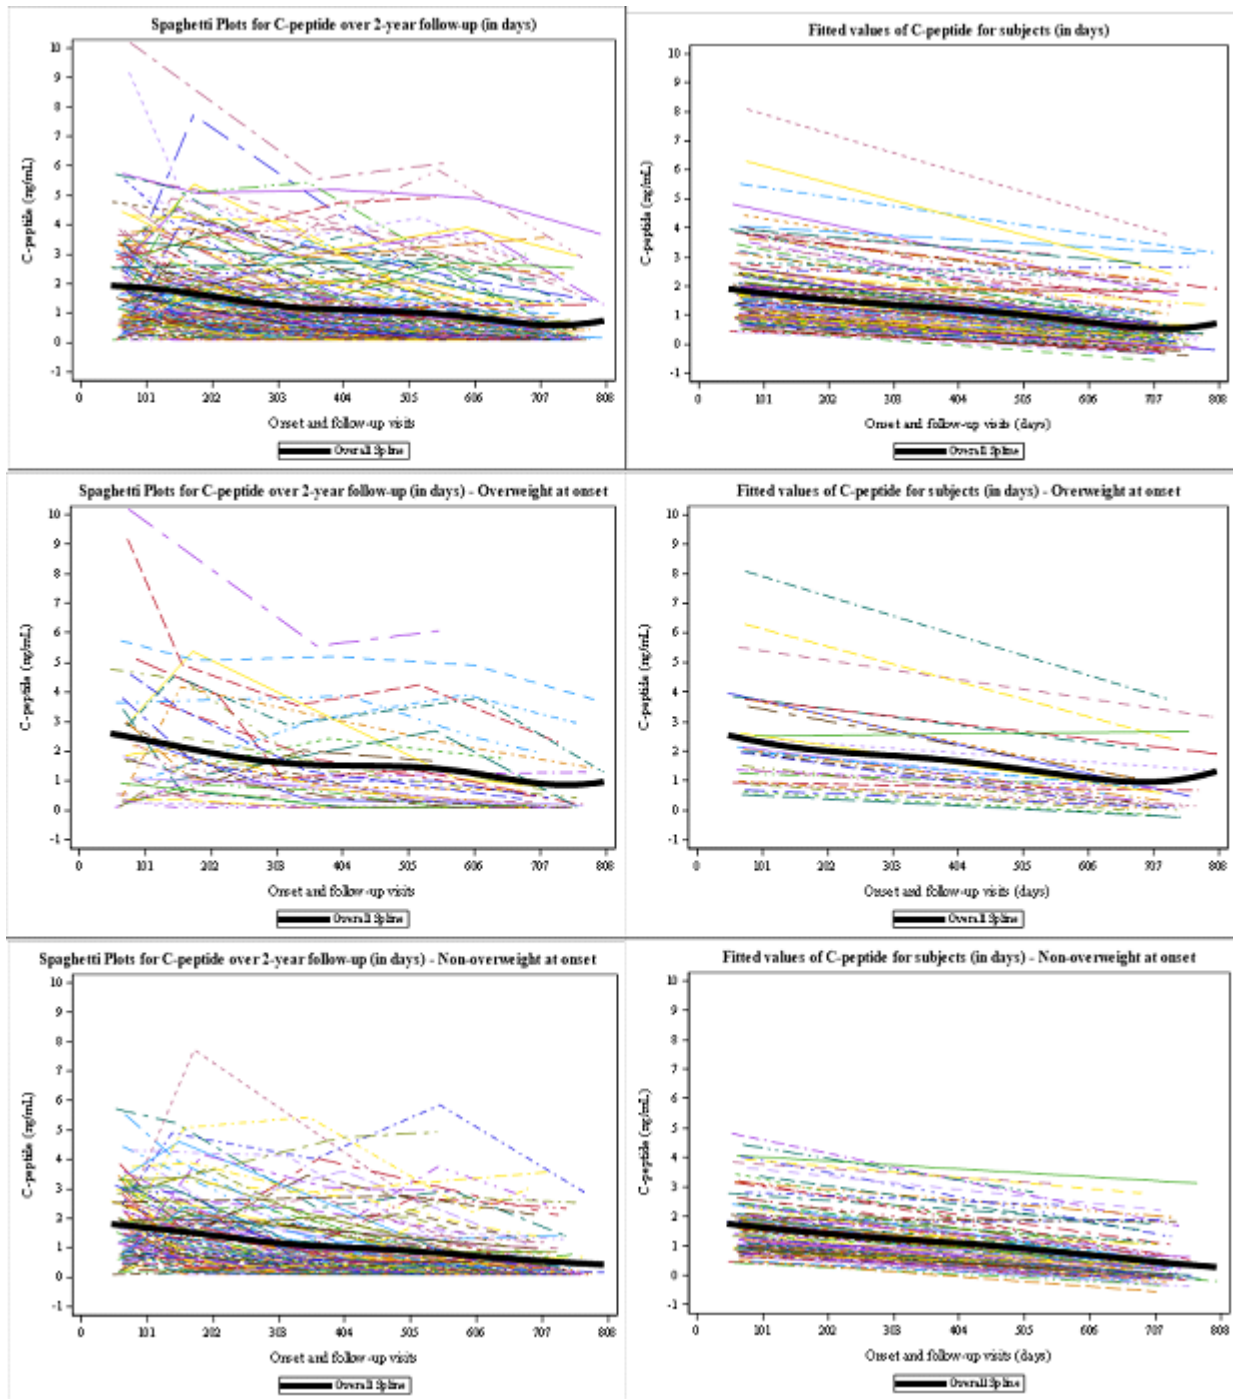 Spaghetti Plots for C-peptide over 2-year follow-up (in days)
10
9
8
7
6
5
4
3
2
1
0
-1
C-peptide (ng/mL)
0 101 202 303 404 505 606 707 808
Onset and follow-up visits
Overall Spline
Fitted values of C-peptide for subjects (in days)
10
9
8
7
6
5
4
3
2
1
0
-1
C-peptide (ng/mL)
0 101 202 303 404 505 606 707 808
Onset and follow-up visits (days)
Overall Spline
Spaghetti Plots for C-peptide over 2-year follow-up (in days) - Overweight at onset
10
9
8
7
6
5
4
3
2
1
0
-1
C-peptide (ng/mL)
0 101 202 303 404 505 606 707 808
Onset and follow-up visits
Overall Spline
Fitted values of C-peptide for subjects (in days) - Overweight at onset
10
9
8
7
6
5
4
3
2
1
0
-1
C-peptide (ng/mL)
0 101 202 303 404 505 606 707 808
Onset and follow-up visits (days)
Overall Spline
Spaghetti Plots for C-peptide over 2-year follow-up (in days) - Non-overweight at onset
10
9
8
7
6
5
4
3
2
1
0
-1
C-peptide (ng/mL)
0 101 202 303 404 505 606 707 808
Onset and follow-up visits
Overall Spline
Fitted values of C-peptide for subjects (in days) - Non-overweight at onset
10
9
8
7
6
5
4
3
2
1
0
-1
C-peptide (ng/mL)
0 101 202 303 404 505 606 707 808
Onset and follow-up visits (days)
Overall Spline